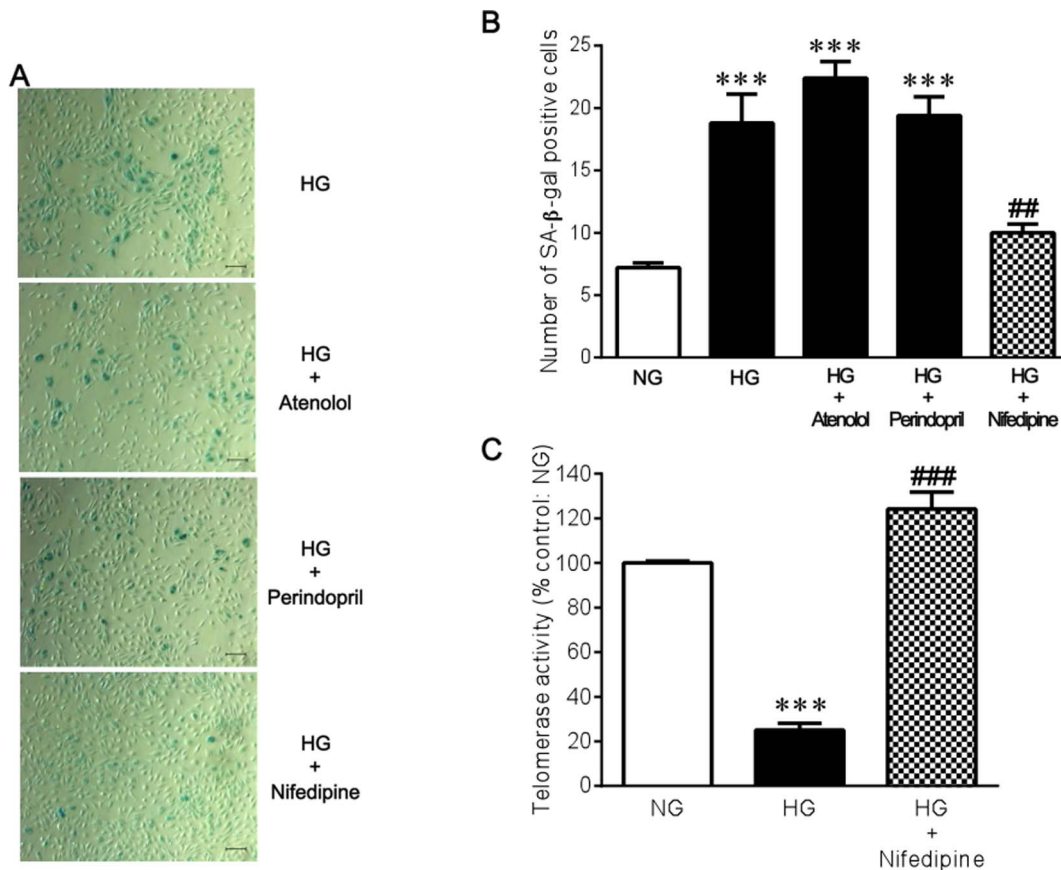 A
HG
HG
+
Atenolol
HG
+
Perindopril
HG
+
Nifedipine
B
Number of SA-β-gal positive cells
25
20
15
10
5
0
***
***
***
##
NG
HG
HG
+
Atenolol
HG
+
Perindopril
HG
+
Nifedipine
C
Telomerase activity (% control: NG)
140
120
100
80
60
40
20
0
***
###
NG
HG
HG
+
Nifedipine